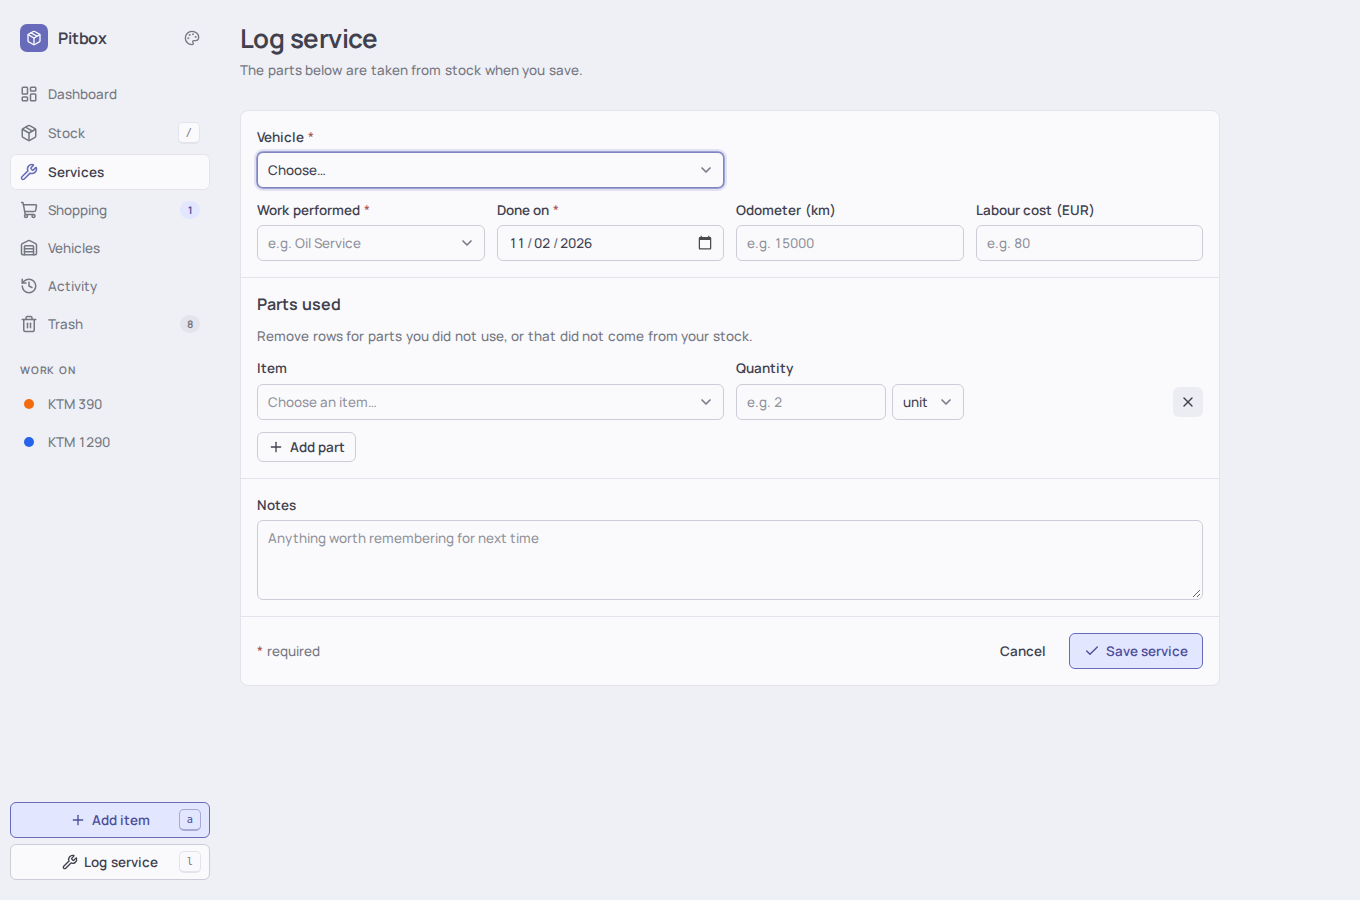 Pitbox
Dashboard
Stock /
Services
Shopping 1
Vehicles
Activity
Trash 8
WORK ON
KTM 390
KTM 1290
Add item a
Log service l
Log service
The parts below are taken from stock when you save.
Vehicle *
Choose...
Work performed * Done on * Odometer (km) Labour cost (EUR)
e.g. Oil Service 11/02/2026 e.g. 15000 e.g. 80
Parts used
Remove rows for parts you did not use, or that did not come from your stock.
Item Quantity
Choose an item... e.g. 2 unit
Add part
Notes
Anything worth remembering for next time
* required Cancel Save service